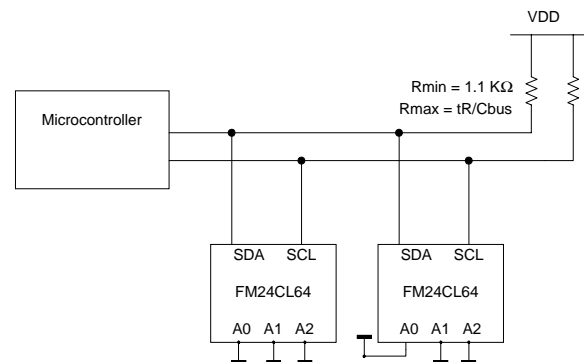 VDD
Rmin = 1.1 KΩ
Rmax = tR/Cbus
Microcontroller
SDA SCL
FM24CL64
A0 A1 A2
SDA SCL
FM24CL64
A0 A1 A2